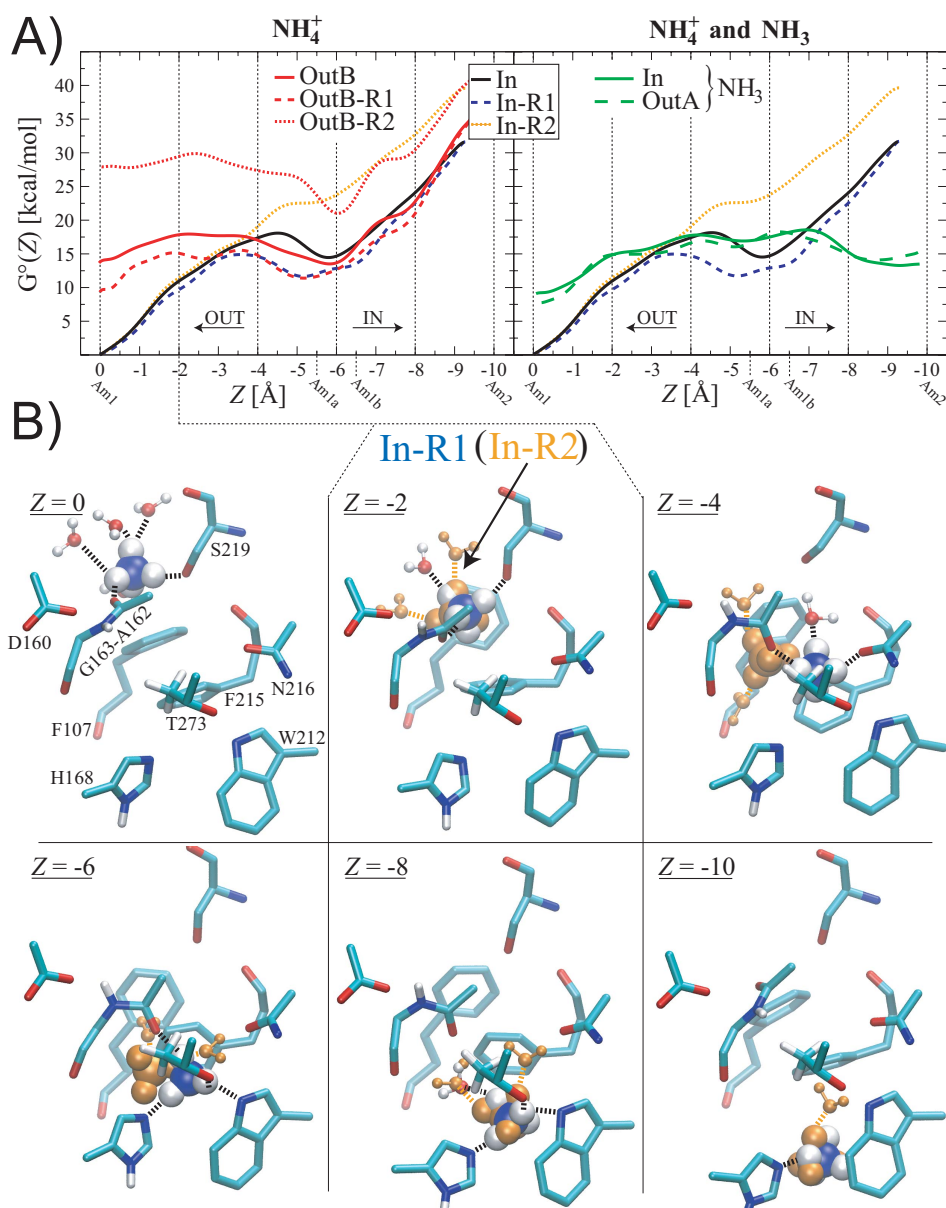 A)
NH₄⁺
NH₄⁺ and NH₃
G°(Z) [kcal/mol]
40
35
30
25
20
15
10
5
OutB
OutB-R1
OutB-R2
In
In-R1
In-R2
In
OutA
} NH₃
←OUT
IN→
←OUT
IN→
0 -1 -2 -3 -4 -5 -6 -7 -8 -9
0 -1 -2 -3 -4 -5 -6 -7 -8 -9 -10
Am1 Z [Å] Am1a Am1b Am2
Am1 Z [Å] Am1a Am1b Am2
B)
In-R1 (In-R2)
Z = 0
S219
D160
G163-A162
N216
F215
T273
F107
W212
H168
Z = -2
Z = -4
Z = -6
Z = -8
Z = -10